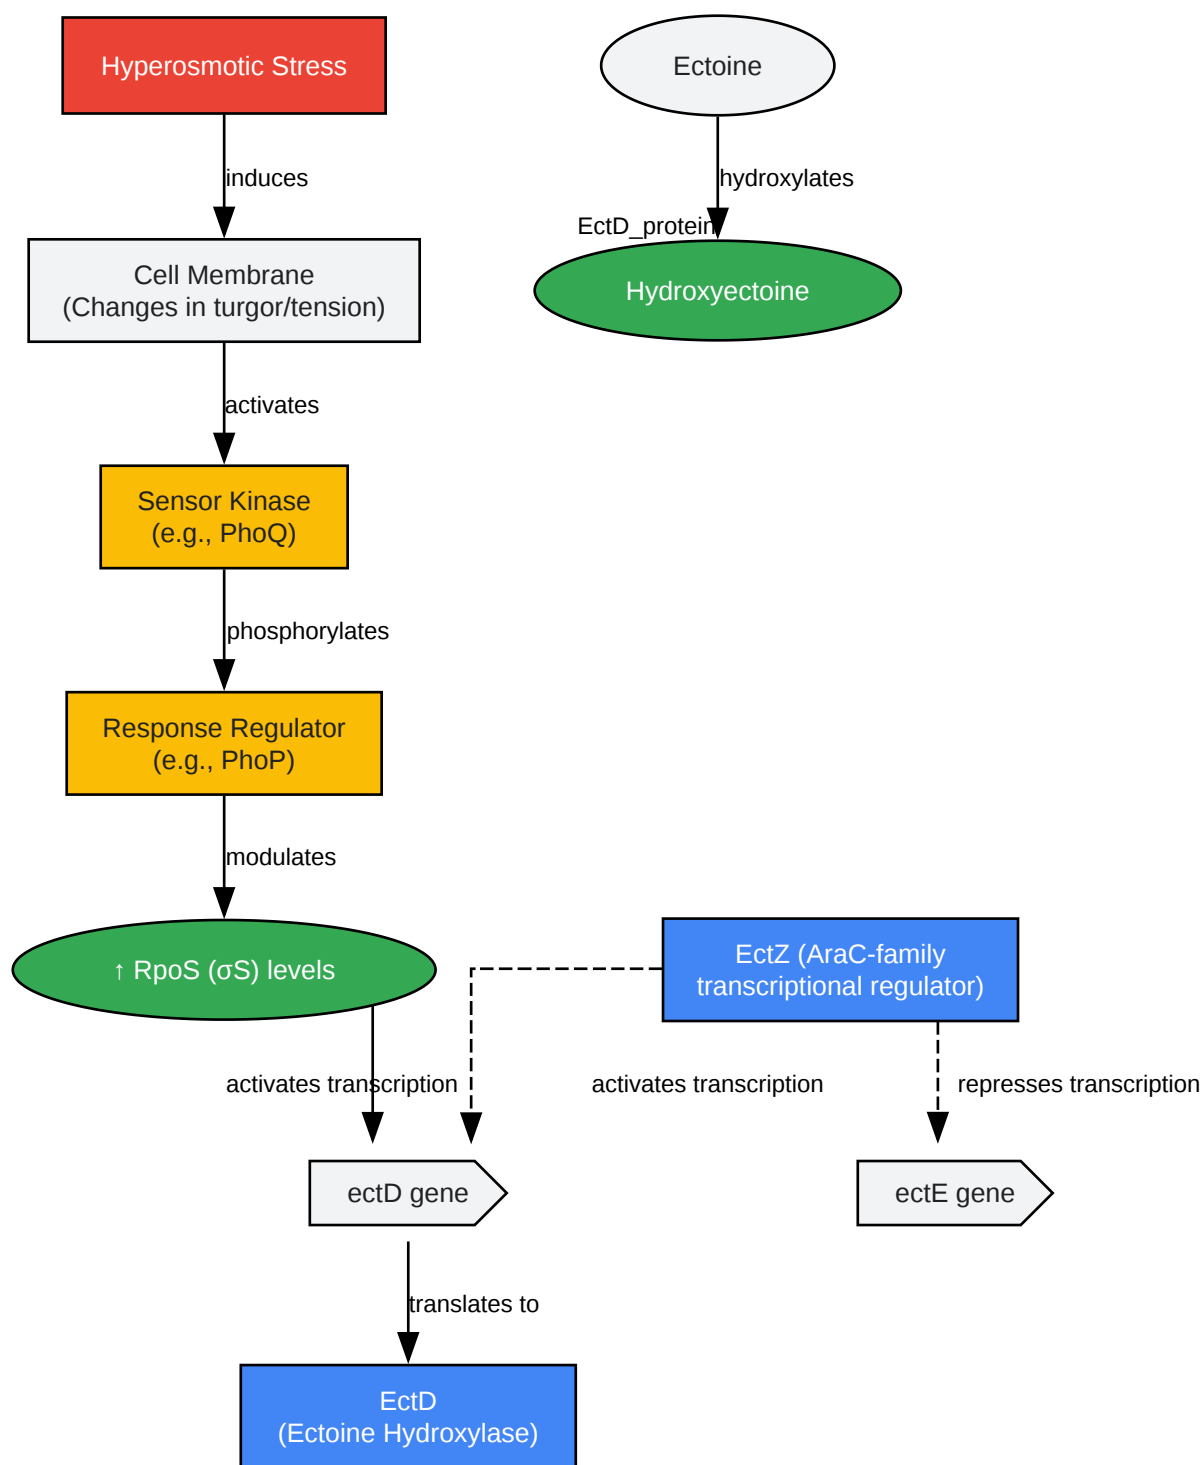 Hyperosmotic Stress
Ectoine
induces
hydroxylates
EctD_protein
Cell Membrane
(Changes in turgor/tension)
Hydroxyectoine
activates
Sensor Kinase
(e.g., PhoQ)
phosphorylates
Response Regulator
(e.g., PhoP)
modulates
↑ RpoS (σS) levels
EctZ (AraC-family
transcriptional regulator)
activates transcription
activates transcription
represses transcription
ectD gene
ectE gene
translates to
EctD
(Ectoine Hydroxylase)